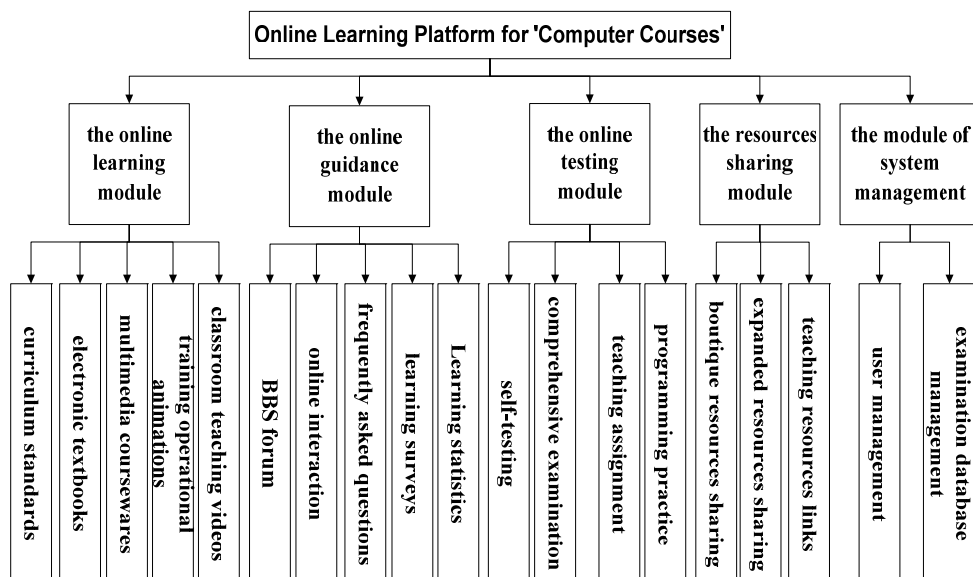 Online Learning Platform for 'Computer Courses'
the online
learning
module
the online
guidance
module
the online
testing
module
the resources
sharing
module
the module of
system
management
curriculum standards
electronic textbooks
multimedia coursewares
training operational
animations
classroom teaching videos
BBS forum
online interaction
frequently asked questions
learning surveys
Learning statistics
self-testing
comprehensive examination
teaching assignment
programming practice
boutique resources sharing
expanded resources sharing
teaching resources links
user management
examination database
management